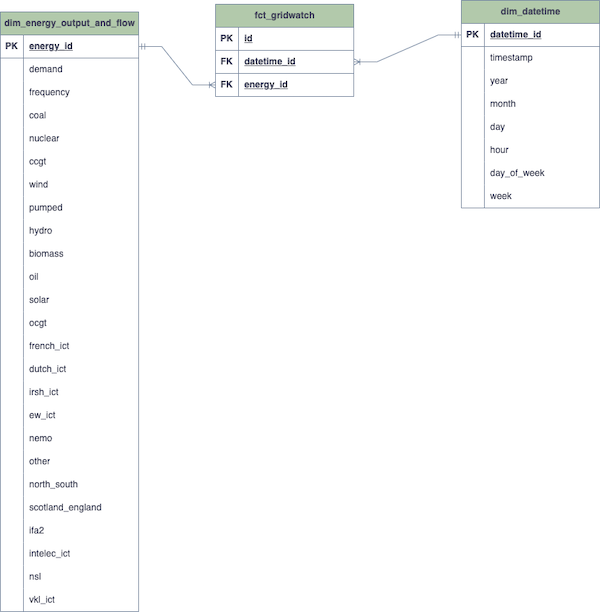 dim_energy_output_and_flow
PK energy_id
demand
frequency
coal
nuclear
ccgt
wind
pumped
hydro
biomass
oil
solar
ocgt
french_ict
dutch_ict
irsh_ict
ew_ict
nemo
other
north_south
scotland_england
ifa2
intelec_ict
nsl
vkl_ict
fct_gridwatch
PK id
FK datetime_id
FK energy_id
dim_datetime
PK datetime_id
timestamp
year
month
day
hour
day_of_week
week